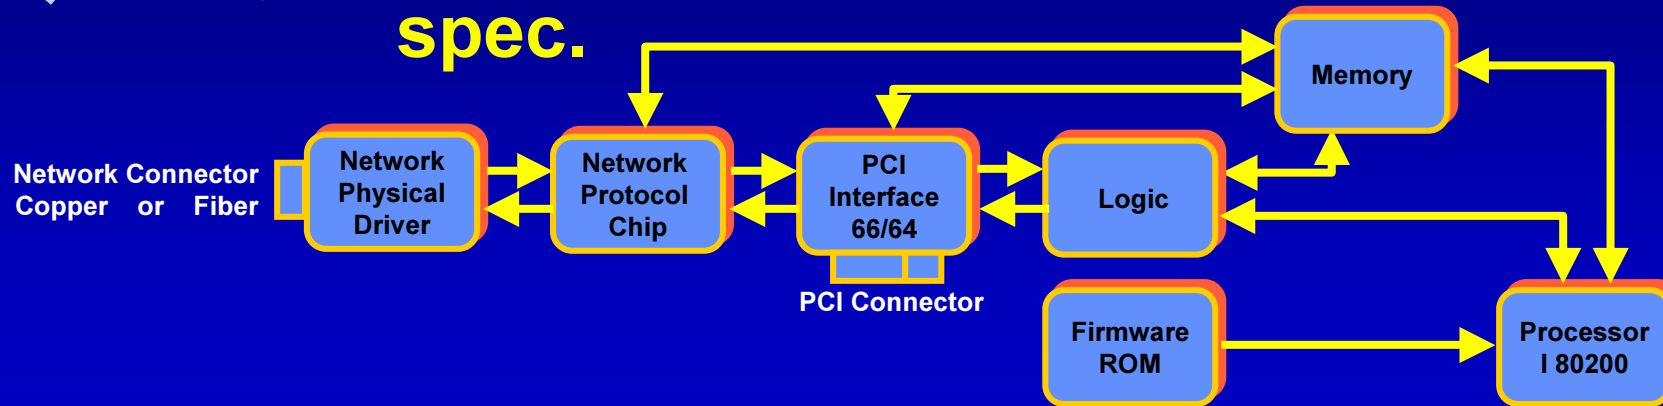 spec.
Memory
Network Connector
Copper or Fiber
Network
Physical
Driver
Network
Protocol
Chip
PCI
Interface
66/64
Logic
PCI Connector
Firmware
ROM
Processor
I 80200